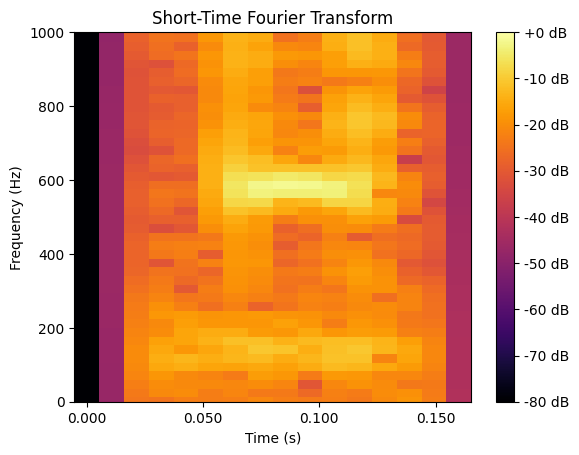 Short-Time Fourier Transform
Frequency (Hz)
1000
800
600
400
200
0
0.000
0.050
0.100
0.150
Time (s)
+0 dB
-10 dB
-20 dB
-30 dB
-40 dB
-50 dB
-60 dB
-70 dB
-80 dB